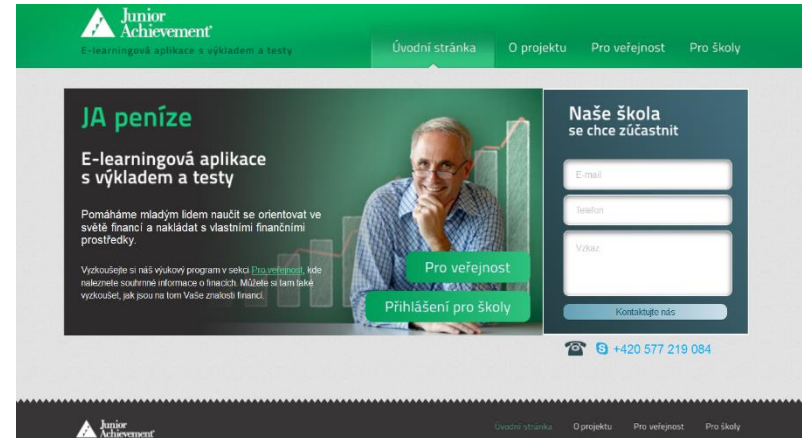 Junior
Achievement®
E-learningová aplikace s výkladem a testy
Úvodní stránka
O projektu
Pro veřejnost
Pro školy
JA peníze
E-learningová aplikace
s výkladem a testy
Pomáháme mladým lidem naučit se orientovat ve
světě financí a nakládat s vlastními finančními
prostředky.
Vyzkoušejte si náš výukový program v sekci Pro veřejnost, kde
naleznete souhrnné informace o finacích. Můžete si tam také
vyzkoušet, jak jsou na tom Vaše znalosti financí.
Pro veřejnost
Přihlášení pro školy
Naše škola
se chce zúčastnit
E-mail
Telefon
Vzkaz
Kontaktujte nás
+420 577 219 084
Junior
Achievement®
Úvodní stránka
O projektu
Pro veřejnost
Pro školy